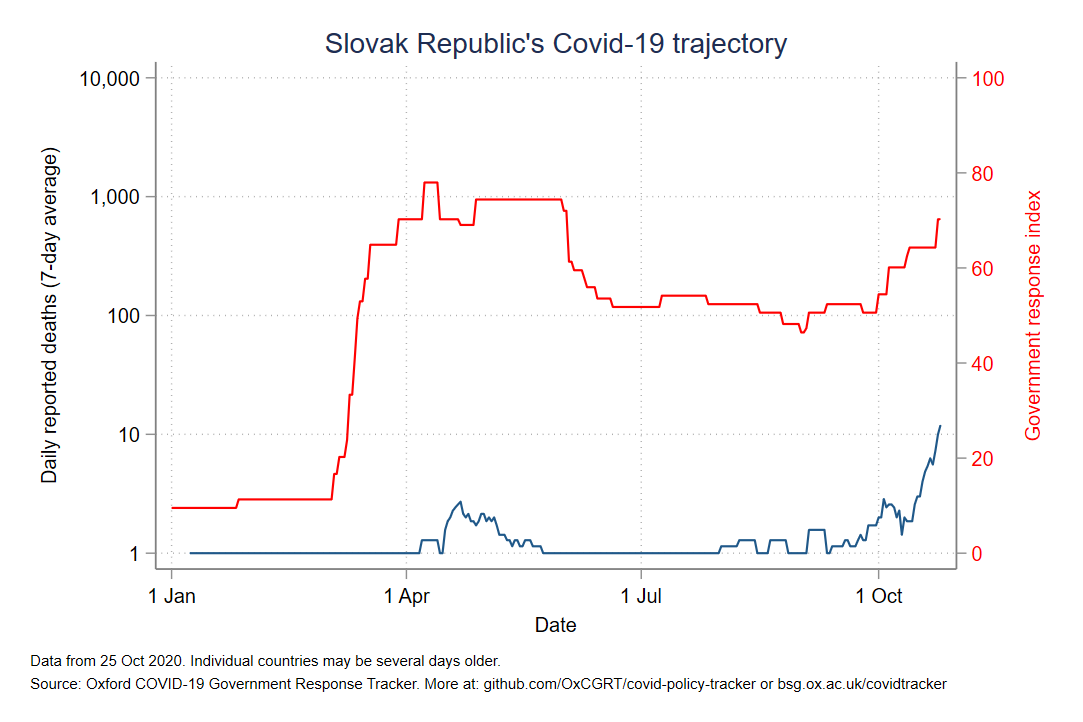 Slovak Republic's Covid-19 trajectory
10,000
1,000
100
10
1
Daily reported deaths (7-day average)
100
80
60
40
20
0
Government response index
1 Jan
1 Apr
1 Jul
1 Oct
Date
Data from 25 Oct 2020. Individual countries may be several days older.
Source: Oxford COVID-19 Government Response Tracker. More at: github.com/OxCGRT/covid-policy-tracker or bsg.ox.ac.uk/covidtracker